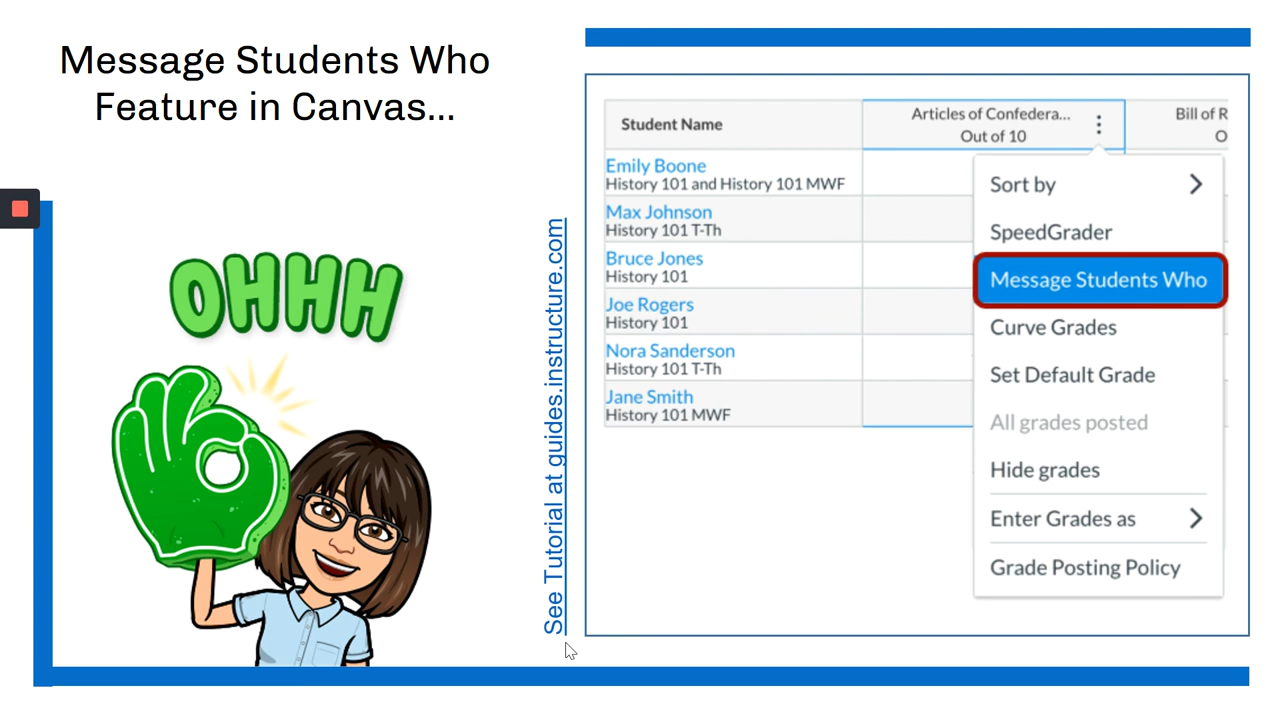 Message Students Who
Feature in Canvas...
OHHH
See Tutorial at guides.instructure.com
Student Name
Articles of Confedera...
Out of 10
Bill of R
O
Emily Boone
History 101 and History 101 MWF
Max Johnson
History 101 T-Th
Bruce Jones
History 101
Joe Rogers
History 101
Nora Sanderson
History 101 T-Th
Jane Smith
History 101 MWF
Sort by
SpeedGrader
Message Students Who
Curve Grades
Set Default Grade
All grades posted
Hide grades
Enter Grades as
Grade Posting Policy